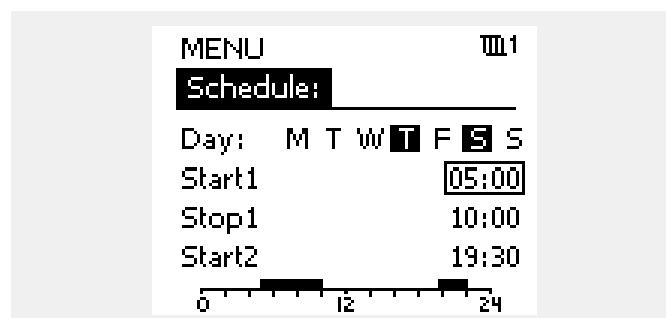 MENU 1
Schedule:
Day: M T W T F S S
Start1 05:00
Stop1 10:00
Start2 19:30
0 12 24